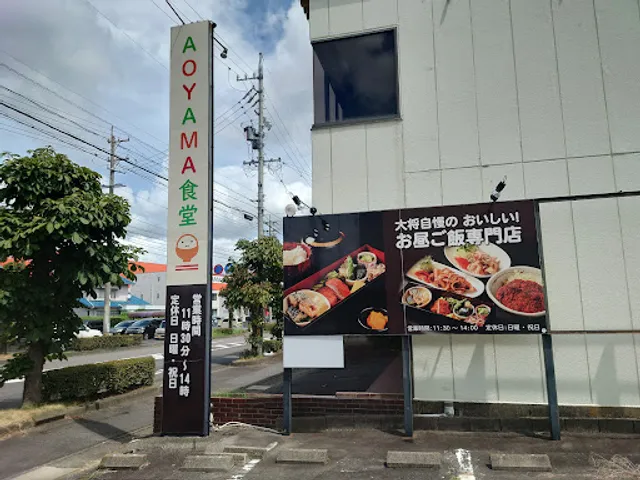 AOYAMA食堂
営業時間
11時30分〜14時
定休日 日曜・祝日
大将自慢の おいしい!
お昼ご飯専門店
営業時間:11:30 ~ 14:00 定休日:日曜・祝日